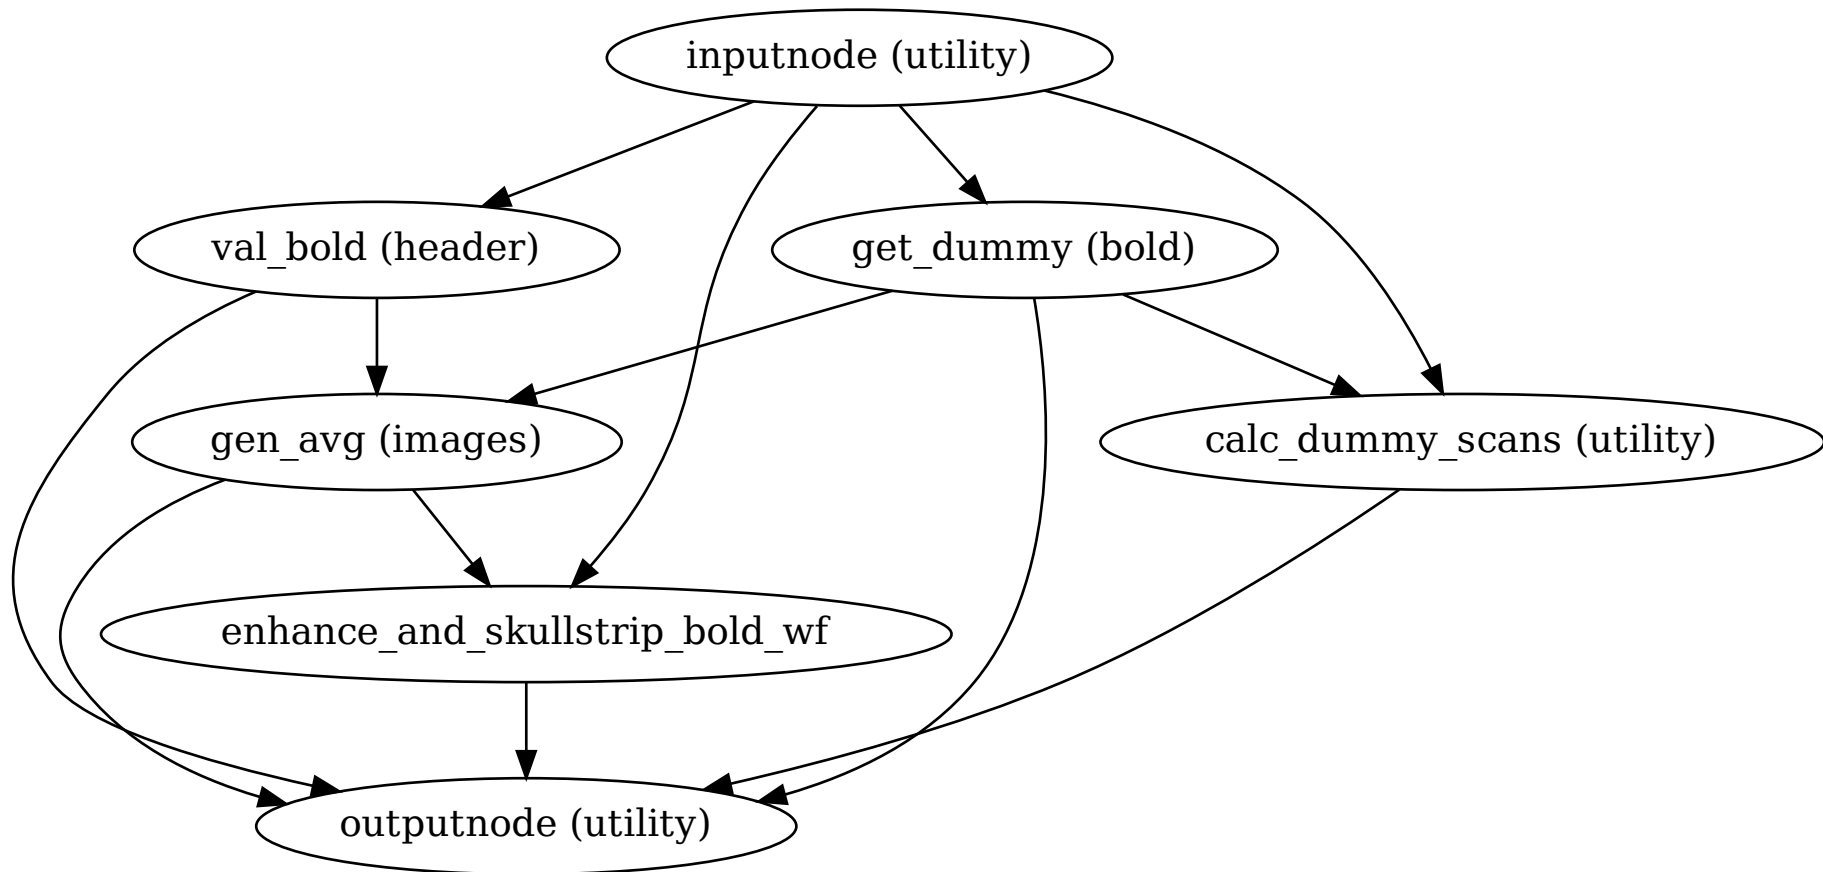 inputnode (utility)
val_bold (header)
get_dummy (bold)
gen_avg (images)
calc_dummy_scans (utility)
enhance_and_skullstrip_bold_wf
outputnode (utility)